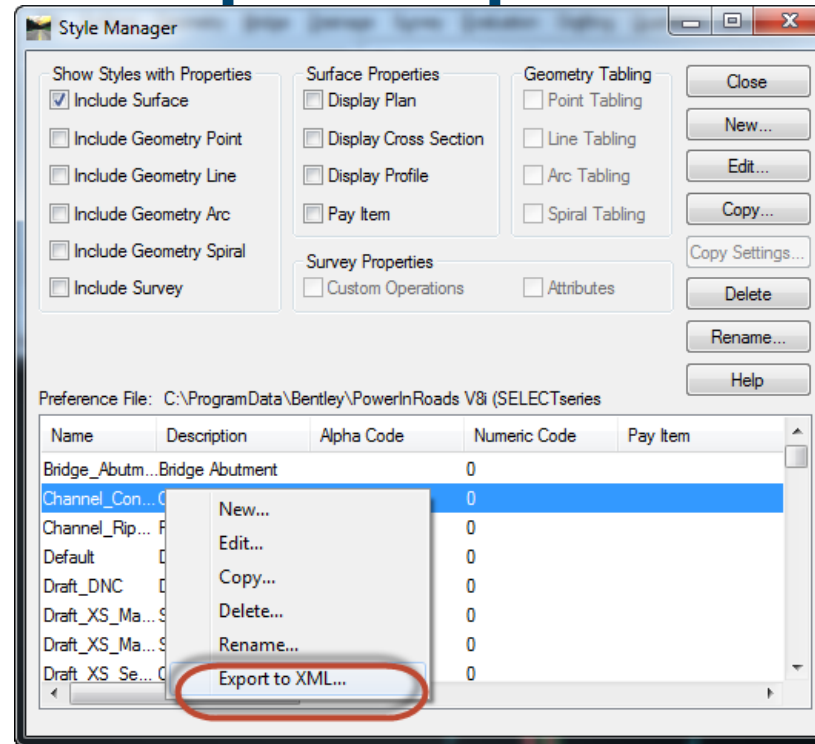 Style Manager
Show Styles with Properties
Include Surface
Include Geometry Point
Include Geometry Line
Include Geometry Arc
Include Geometry Spiral
Include Survey
Surface Properties
Display Plan
Display Cross Section
Display Profile
Pay Item
Survey Properties
Custom Operations
Attributes
Geometry Tabling
Point Tabling
Line Tabling
Arc Tabling
Spiral Tabling
Close
New...
Edit...
Copy...
Copy Settings...
Delete
Rename...
Help
Preference File: C:\ProgramData\Bentley\PowerInRoads V8i (SELECTseries
Name Description Alpha Code Numeric Code Pay Item
Bridge_Abutm... Bridge Abutment 0
Channel_Con... 0
Channel_Rip... 0
Default 0
Draft_DNC 0
Draft_XS_Ma... 0
Draft_XS_Ma... 0
Draft_XS_Se... 0
New...
Edit...
Copy...
Delete...
Rename...
Export to XML...